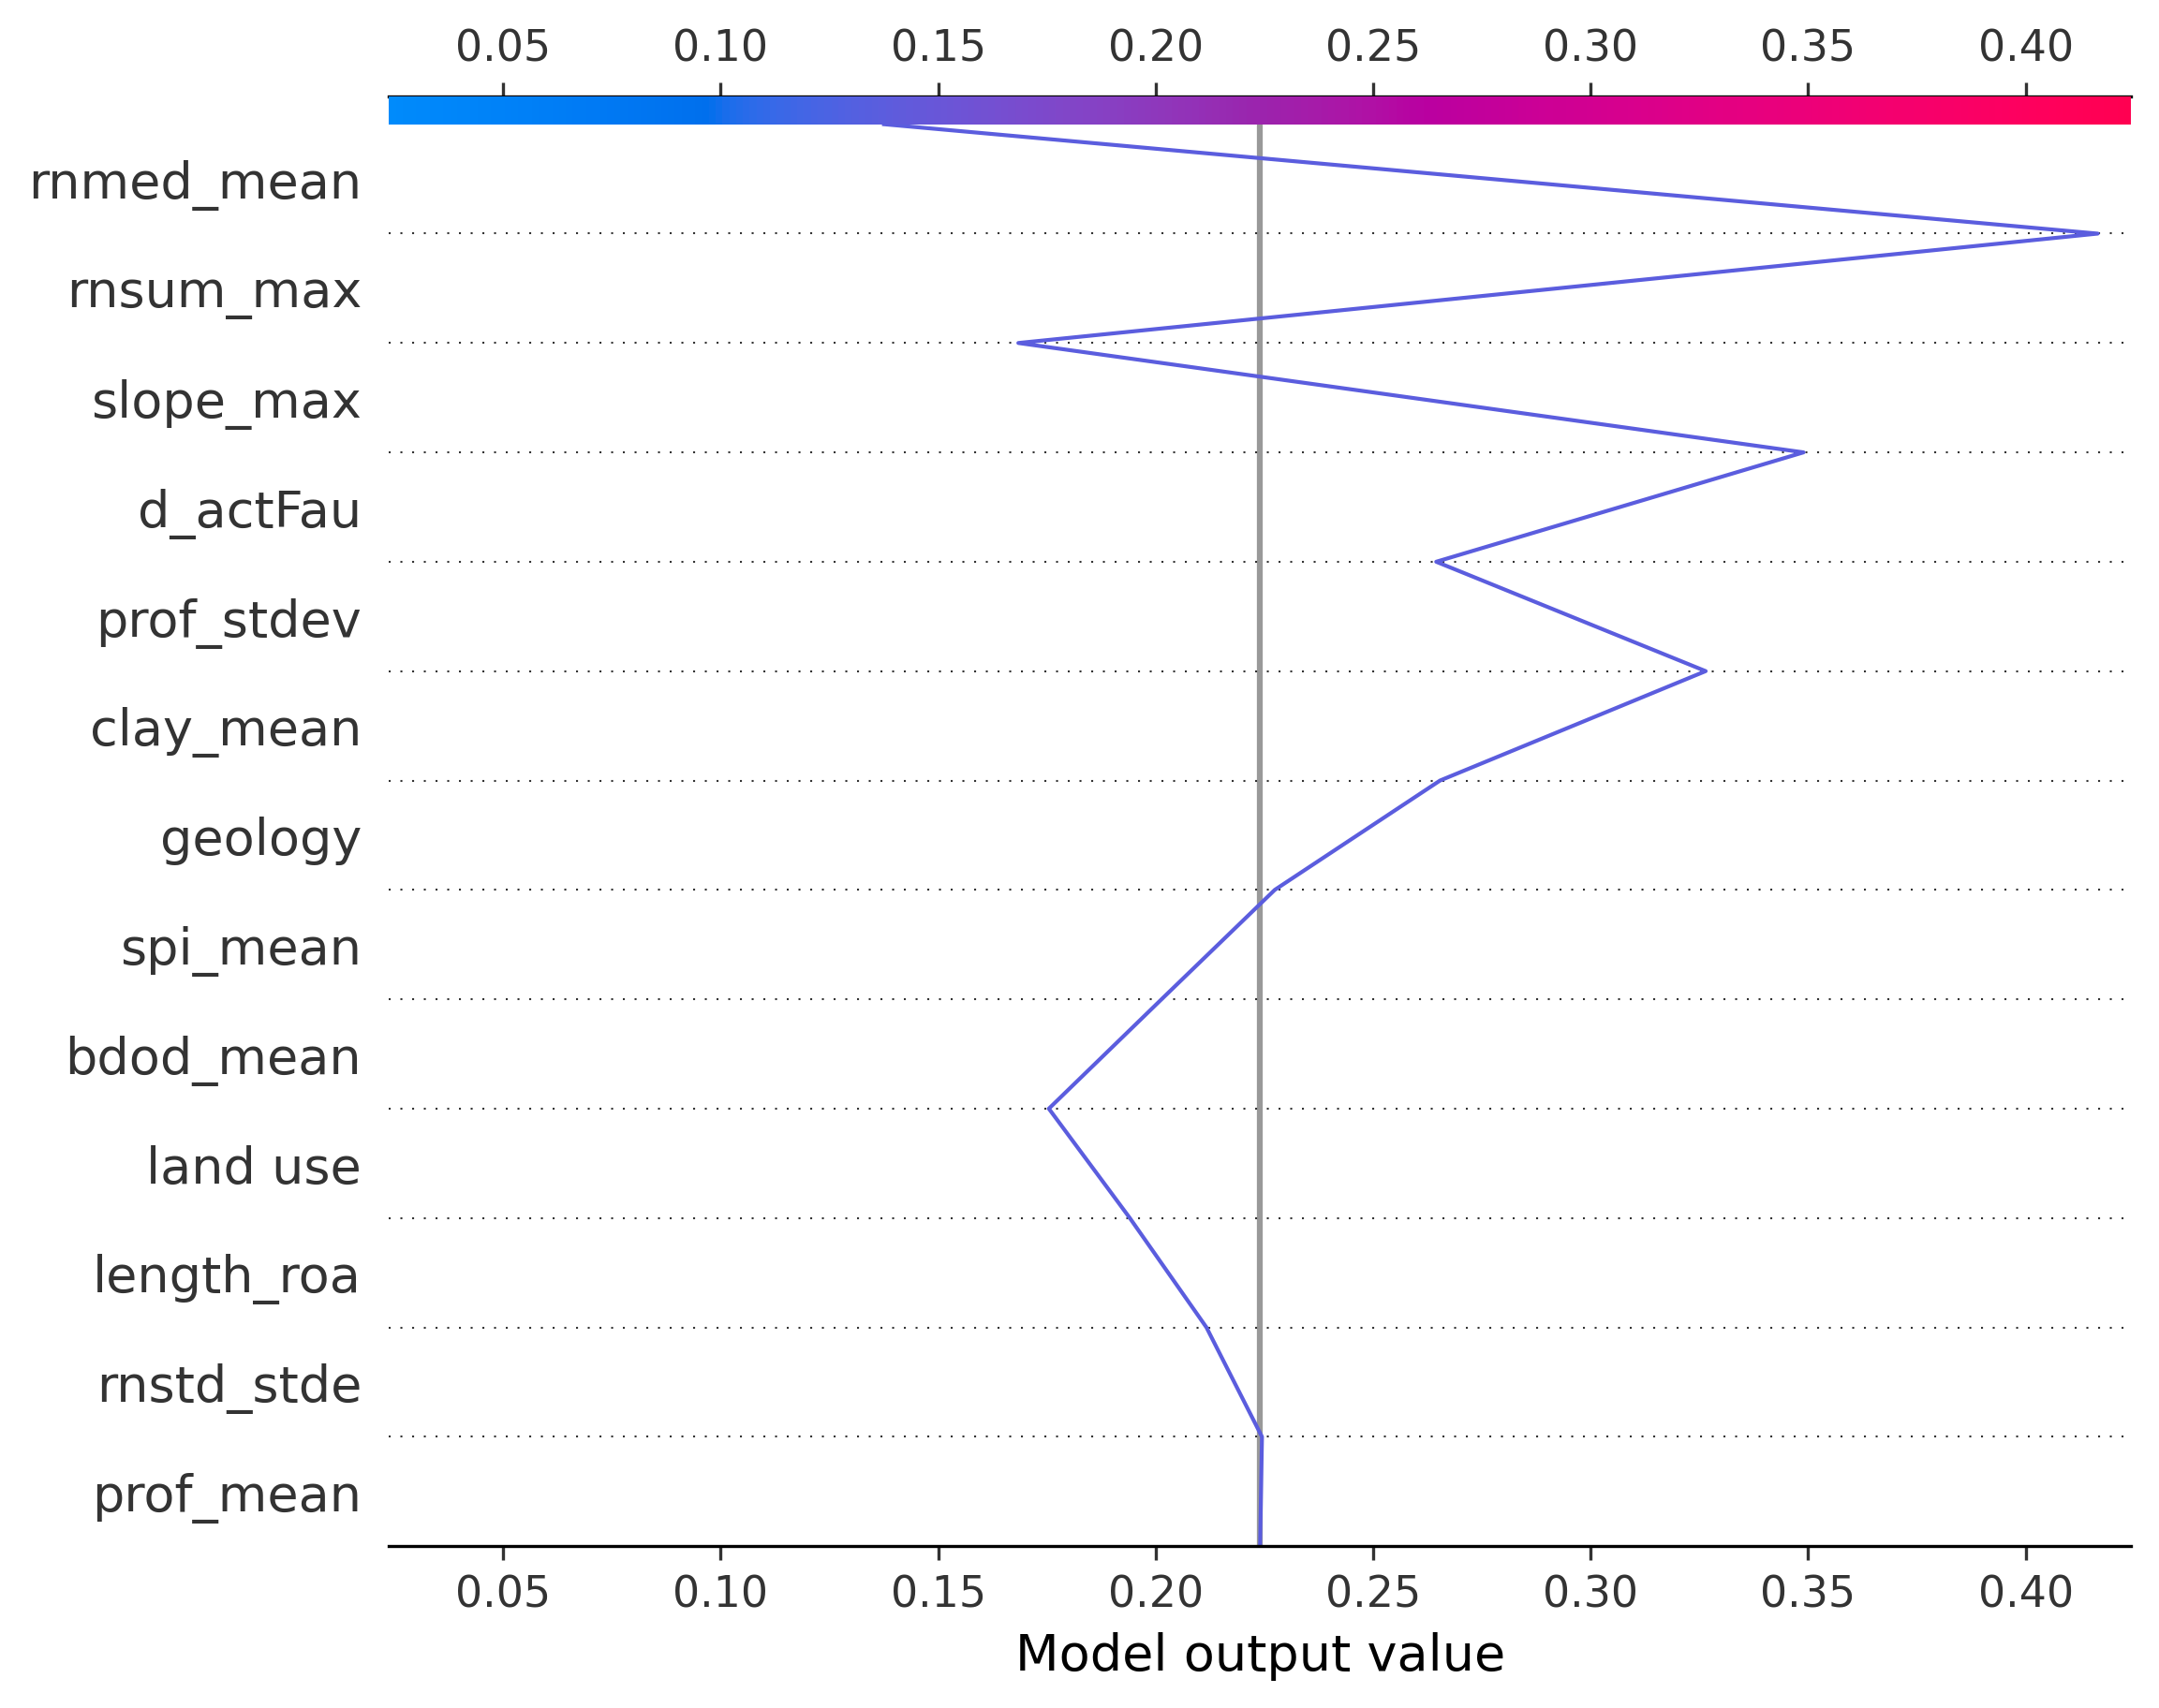 0.05 0.10 0.15 0.20 0.25 0.30 0.35 0.40
rnmed_mean
rnsum_max
slope_max
d_actFau
prof_stdev
clay_mean
geology
spi_mean
bdod_mean
land use
length_roa
rnstd_stde
prof_mean
0.05 0.10 0.15 0.20 0.25 0.30 0.35 0.40
Model output value